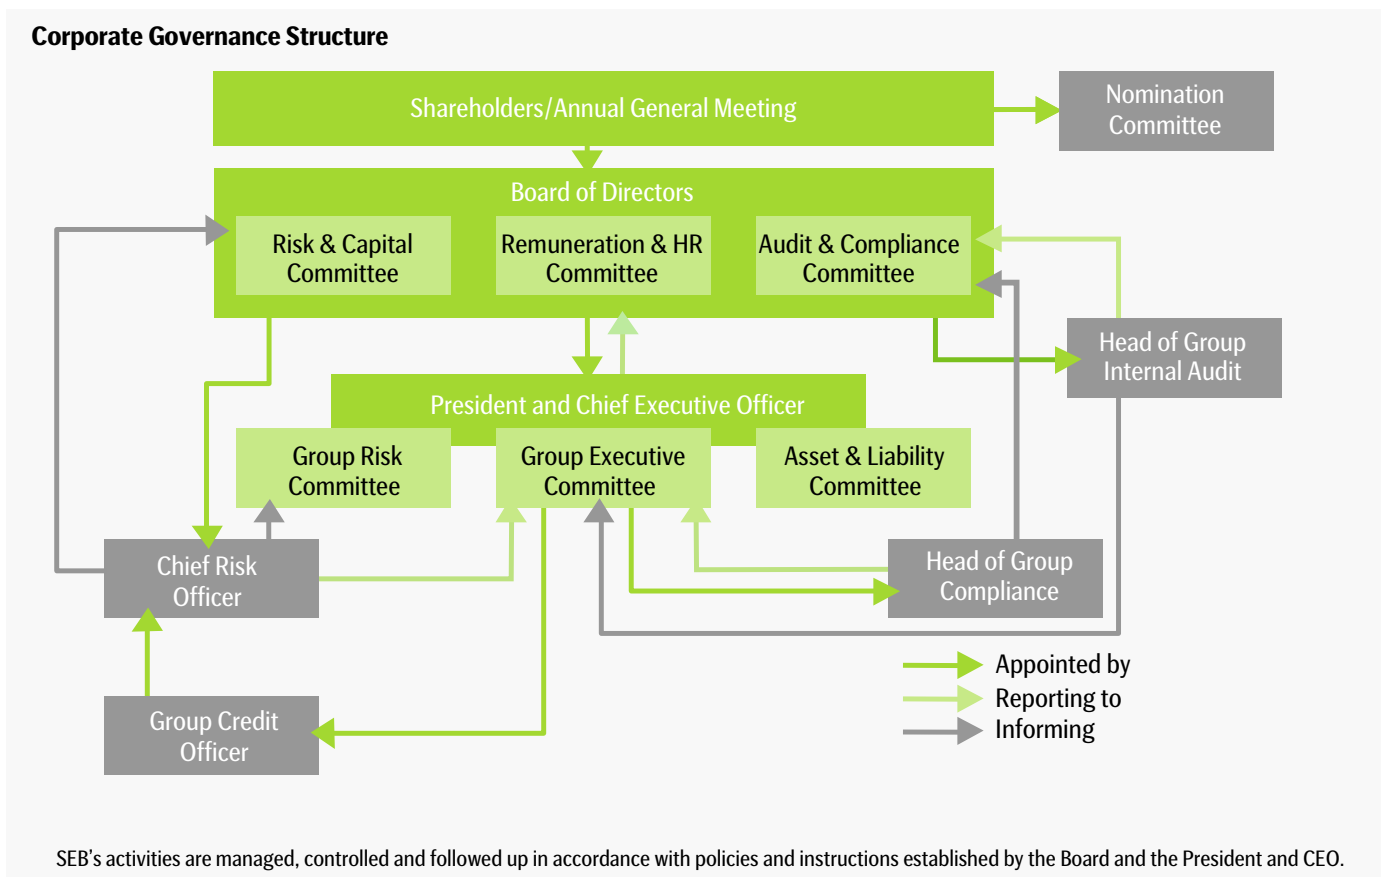 Corporate Governance Structure
Shareholders/Annual General Meeting
Nomination
Committee
Board of Directors
Risk & Capital
Committee
Remuneration & HR
Committee
Audit & Compliance
Committee
Head of Group
Internal Audit
President and Chief Executive Officer
Group Risk
Committee
Group Executive
Committee
Asset & Liability
Committee
Chief Risk
Officer
Head of Group
Compliance
Group Credit
Officer
Appointed by
Reporting to
Informing
SEB's activities are managed, controlled and followed up in accordance with policies and instructions established by the Board and the President and CEO.